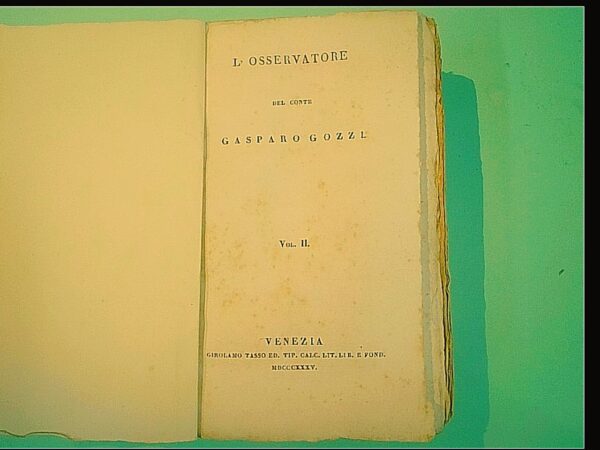 L' OSSERVATORE
DEL CONTE
GASPARO GOZZI.
VOL. II.
VENEZIA
GIROLAMO TASSO ED. TIP. CALC. LIT. LIB. E FOND.
MDCCCXXXV.